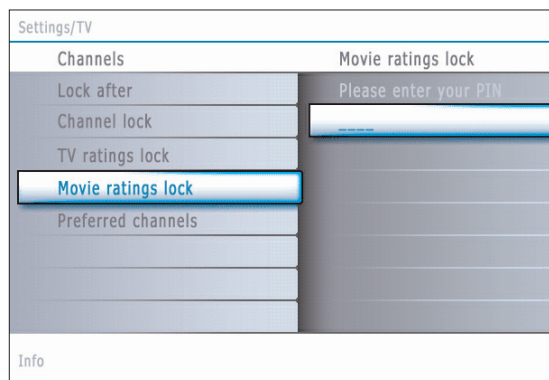 Settings/TV
Channels
Movie ratings lock
Lock after
Please enter your PIN
Channel lock
_ _ _ _
TV ratings lock
Movie ratings lock
Preferred channels
Info